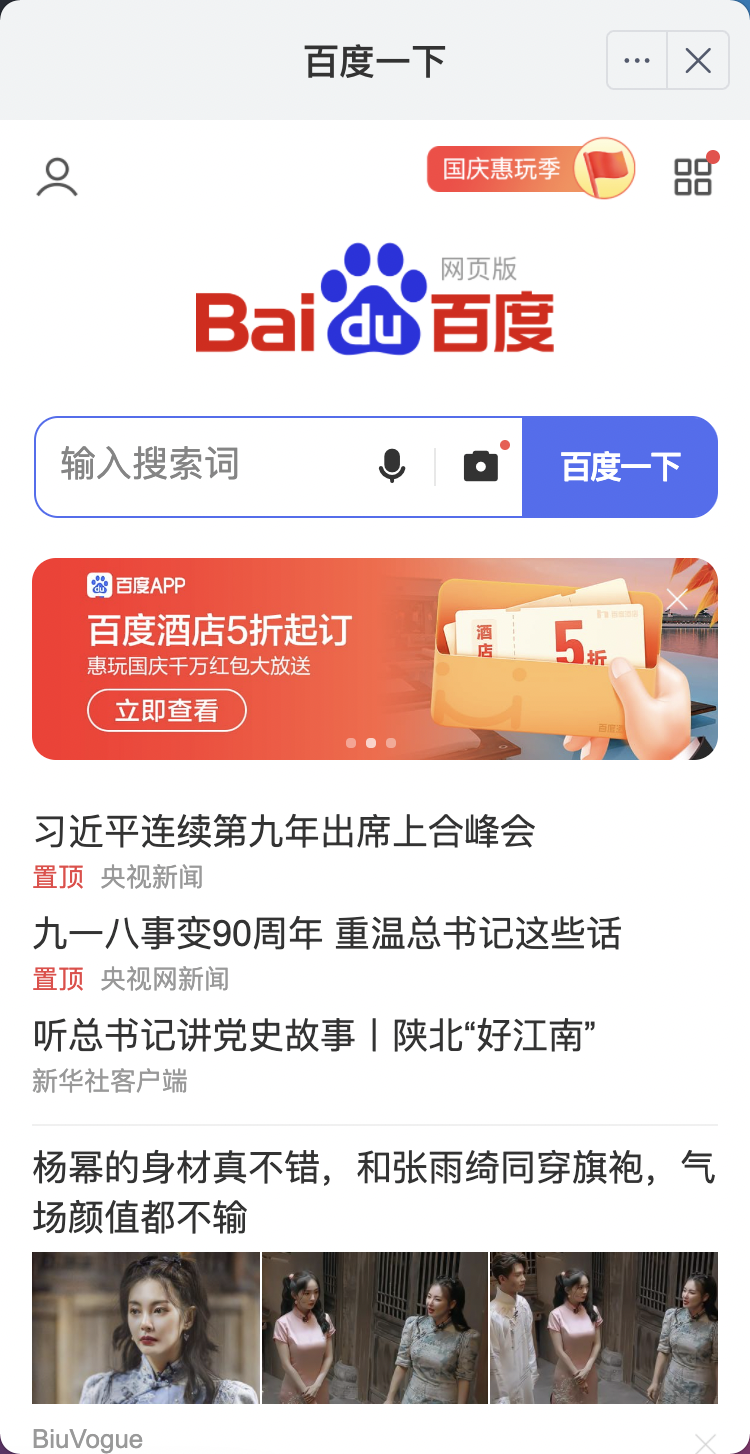 百度一下
国庆惠玩季
网页版
Bai du 百度
输入搜索词
百度一下
百度APP
百度酒店5折起订
惠玩国庆千万红包大放送
立即查看
酒店
5折
习近平连续第九年出席上合峰会
置顶 央视新闻
九一八事变90周年 重温总书记这些话
置顶 央视网新闻
听总书记讲党史故事丨陕北“好江南”
新华社客户端
杨幂的身材真不错，和张雨绮同穿旗袍，气
场颜值都不输
BiuVogue